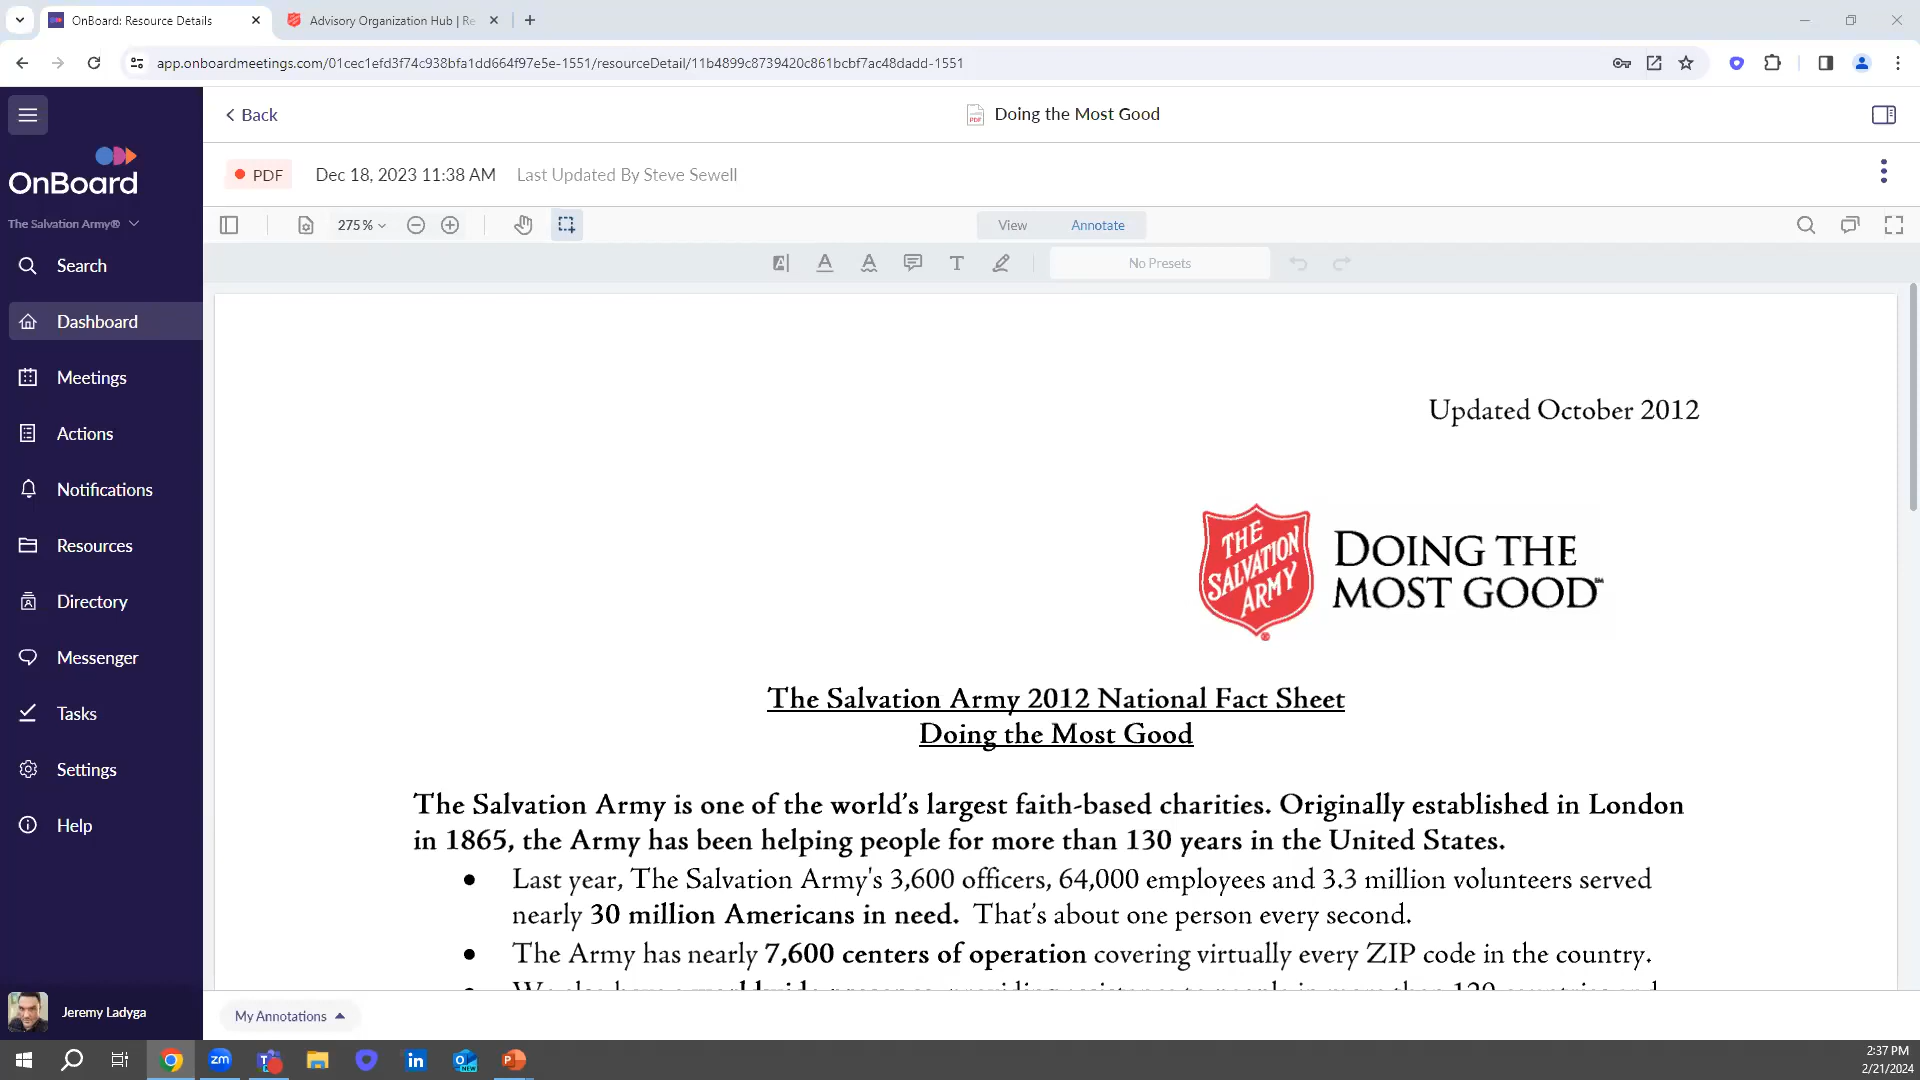 OnBoard: Resource Details
Advisory Organization Hub | Re
app.onboardmeetings.com/01cec1efd3f74c938bfa1dd664f97e5e-1551/resourceDetail/11b4899c8739420c861bcbf7ac48dadd-1551
Back
PDF
Doing the Most Good
OnBoard
The Salvation Army®
PDF
Dec 18, 2023 11:38 AM
Last Updated By Steve Sewell
275%
View
Annotate
No Presets
Search
Dashboard
Meetings
Actions
Notifications
Resources
Directory
Messenger
Tasks
Settings
Help
Jeremy Ladyga
Updated October 2012
THE
SALVATION
ARMY
DOING THE
MOST GOOD℠
The Salvation Army 2012 National Fact Sheet
Doing the Most Good
The Salvation Army is one of the world's largest faith-based charities. Originally established in London
in 1865, the Army has been helping people for more than 130 years in the United States.
• Last year, The Salvation Army's 3,600 officers, 64,000 employees and 3.3 million volunteers served
nearly 30 million Americans in need.  That's about one person every second.
• The Army has nearly 7,600 centers of operation covering virtually every ZIP code in the country.
My Annotations
zm
in
NEW
2:37 PM
2/21/2024